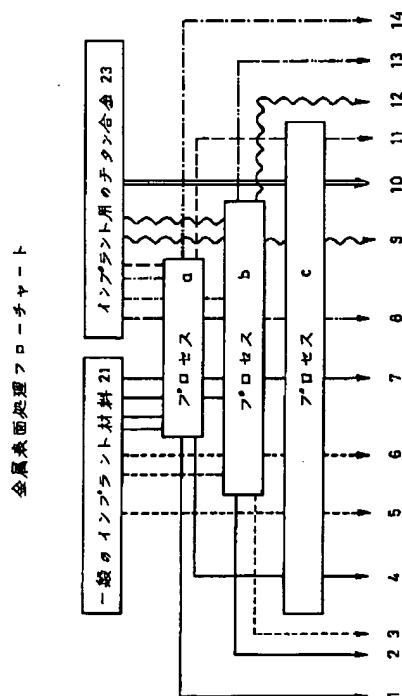 金属表面処理フローチャート
一般のインプラント材料 21
インプラント用のチタン合金 23
プロセス a
プロセス b
プロセス c
1 2 3 4 5 6 7 8 9 10 11 12 13 14